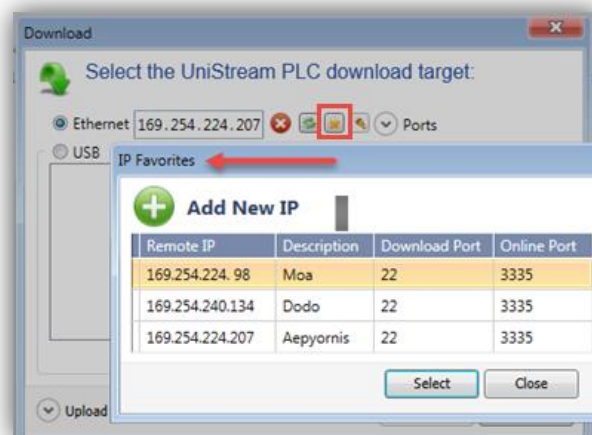 Download
Select the UniStream PLC download target:
Ethernet 169.254.224.207 Ports
USB
IP Favorites
Add New IP
Remote IP Description Download Port Online Port
169.254.224. 98 Moa 22 3335
169.254.240.134 Dodo 22 3335
169.254.224.207 Aepyornis 22 3335
Select Close
Upload